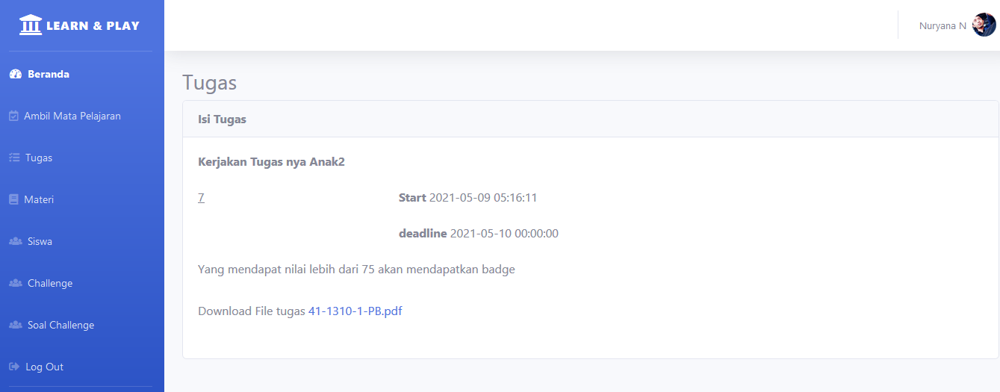 LEARN & PLAY
Nuryana N
Beranda
Ambil Mata Pelajaran
Tugas
Materi
Siswa
Challenge
Soal Challenge
Log Out
Tugas
Isi Tugas
Kerjakan Tugas nya Anak2
7
Start 2021-05-09 05:16:11
deadline 2021-05-10 00:00:00
Yang mendapat nilai lebih dari 75 akan mendapatkan badge
Download File tugas 41-1310-1-PB.pdf